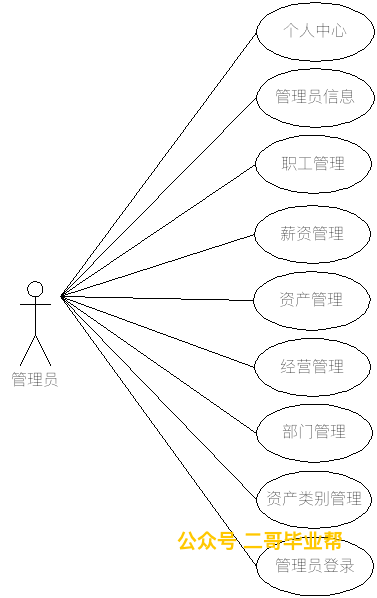 个人中心
管理员信息
职工管理
薪资管理
资产管理
管理员
经营管理
部门管理
资产类别管理
公众号 二哥毕业帮
管理员登录